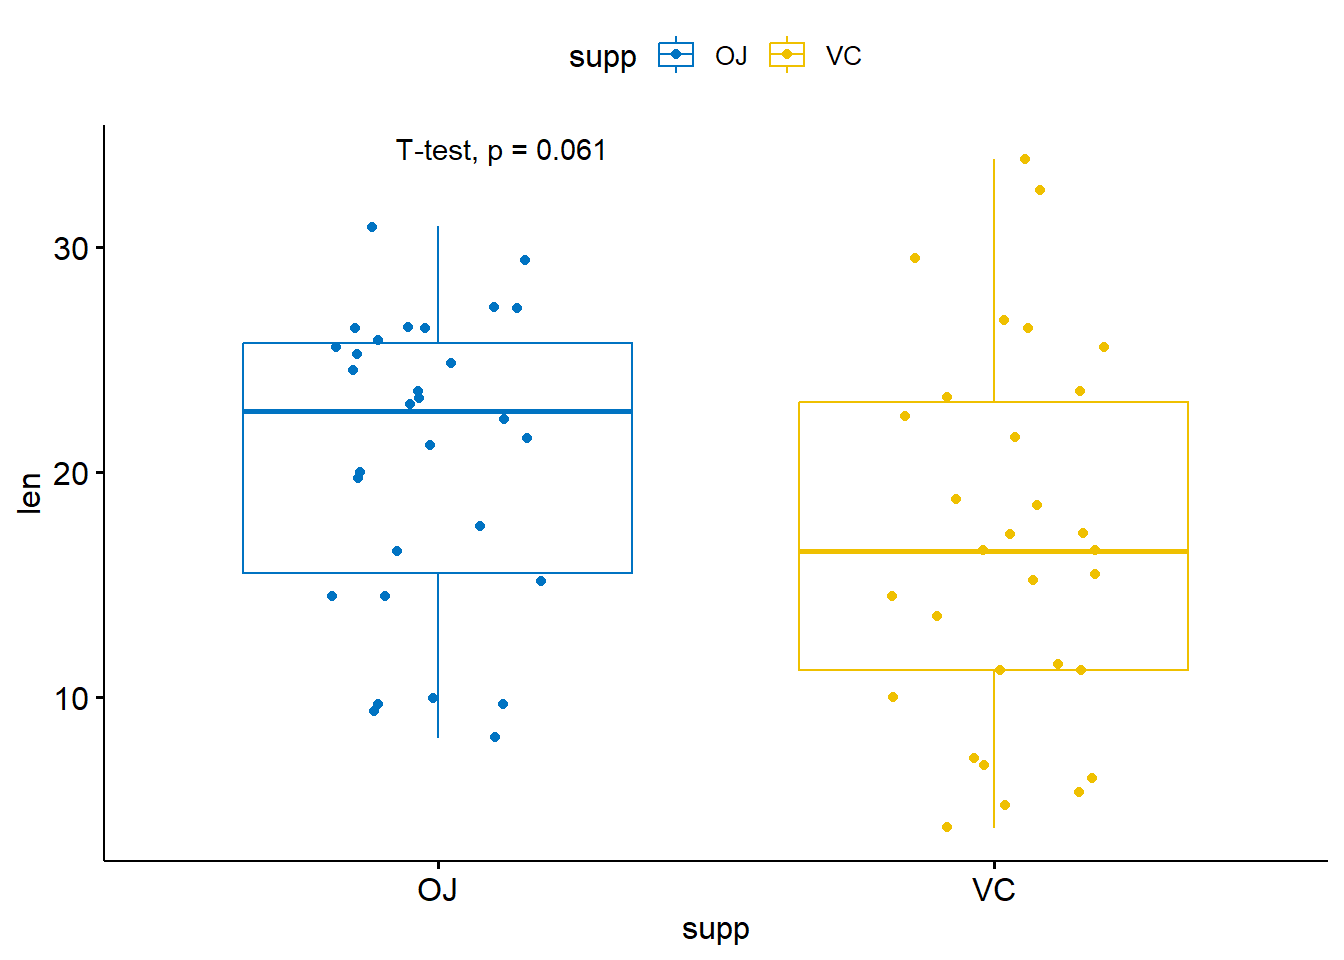 supp OJ VC
T-test, p = 0.061
30
20
10
len
OJ VC
supp